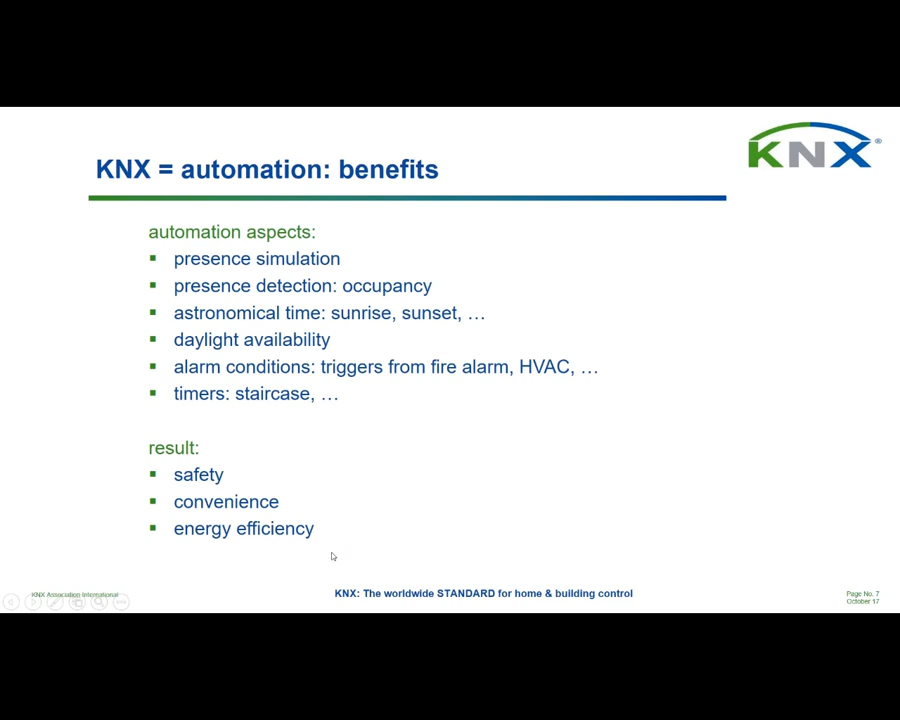 KNX®
KNX = automation: benefits
automation aspects:
▪ presence simulation
▪ presence detection: occupancy
▪ astronomical time: sunrise, sunset, …
▪ daylight availability
▪ alarm conditions: triggers from fire alarm, HVAC, …
▪ timers: staircase, …
result:
▪ safety
▪ convenience
▪ energy efficiency
KNX Association International
KNX: The worldwide STANDARD for home & building control
Page No. 7
October 17